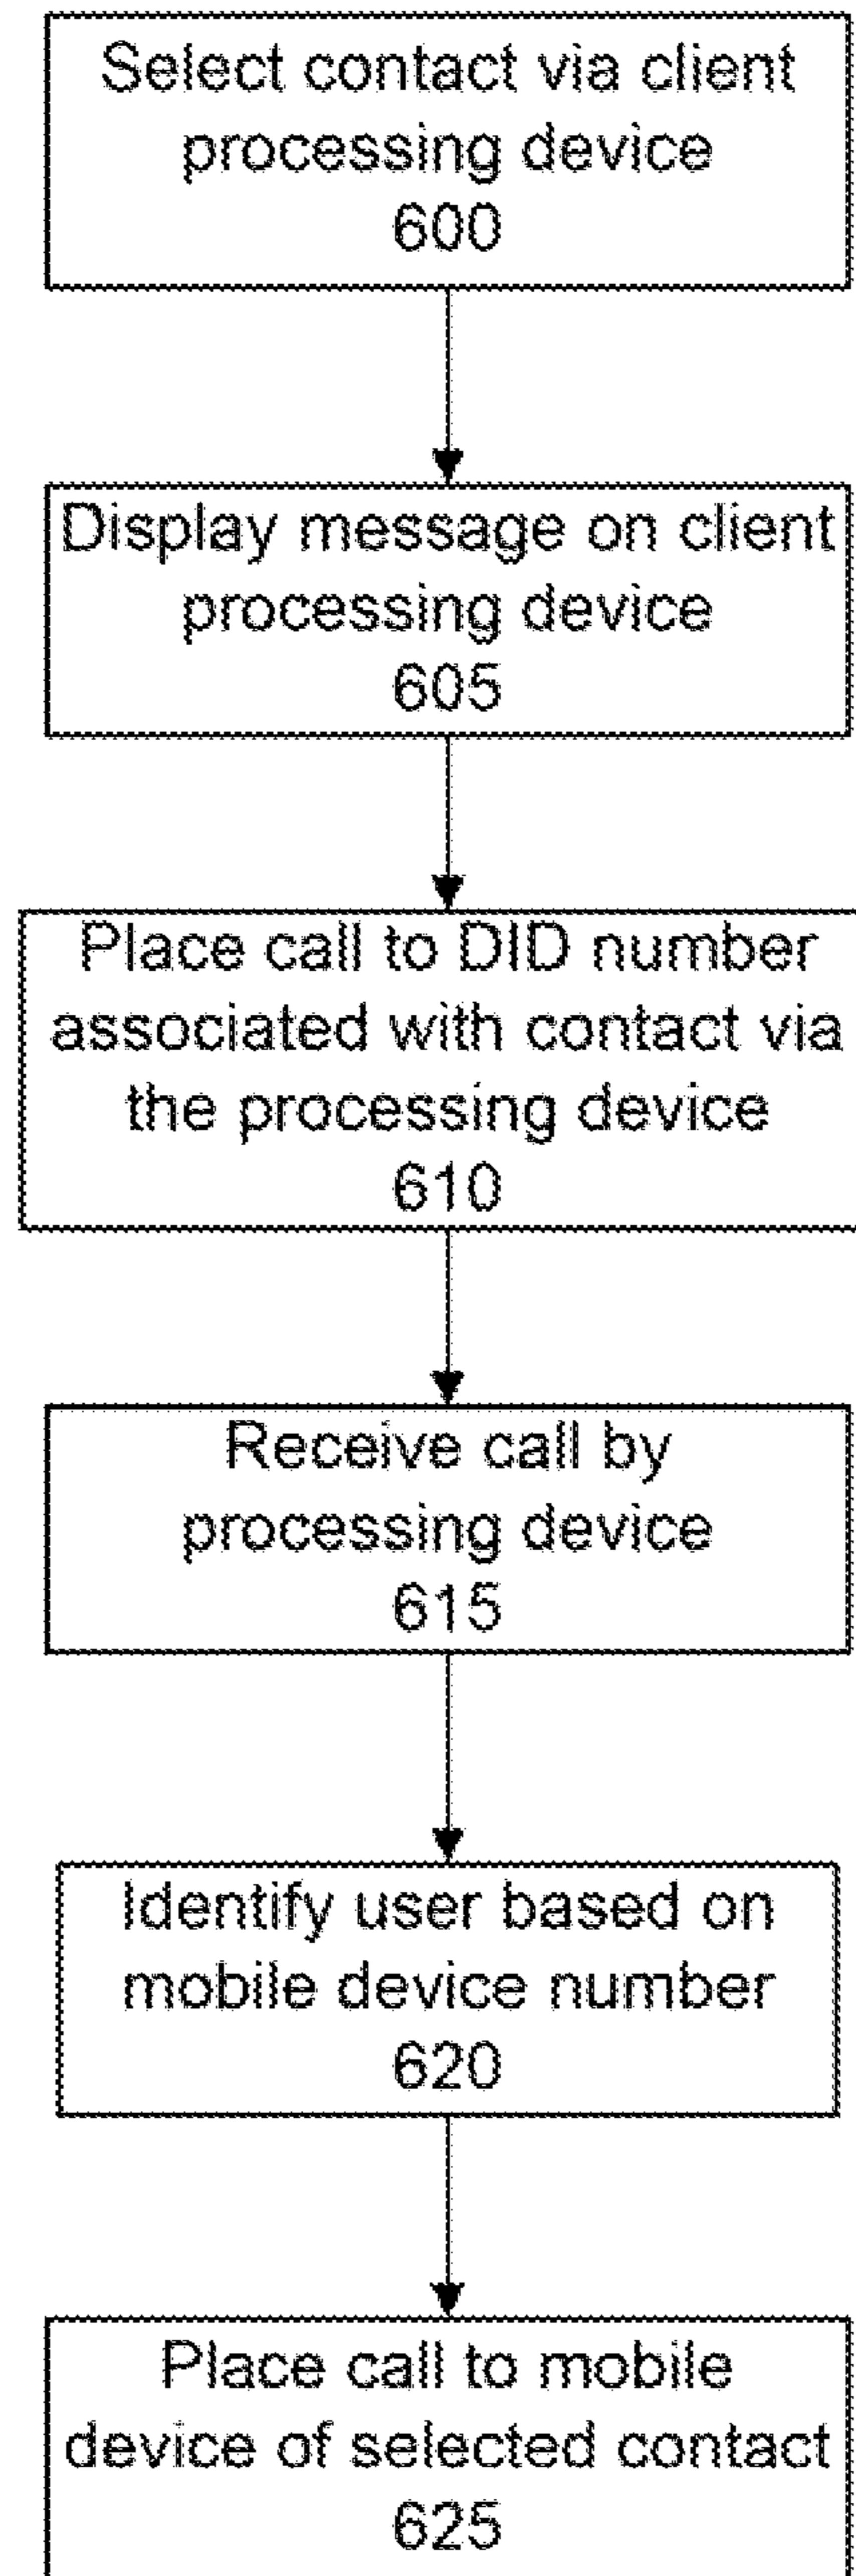 Select contact via client
processing device
600
Display message on client
processing device
605
Place call to DID number
associated with contact via
the processing device
610
Receive call by
processing device
615
Identify user based on
mobile device number
620
Place call to mobile
device of selected contact
625